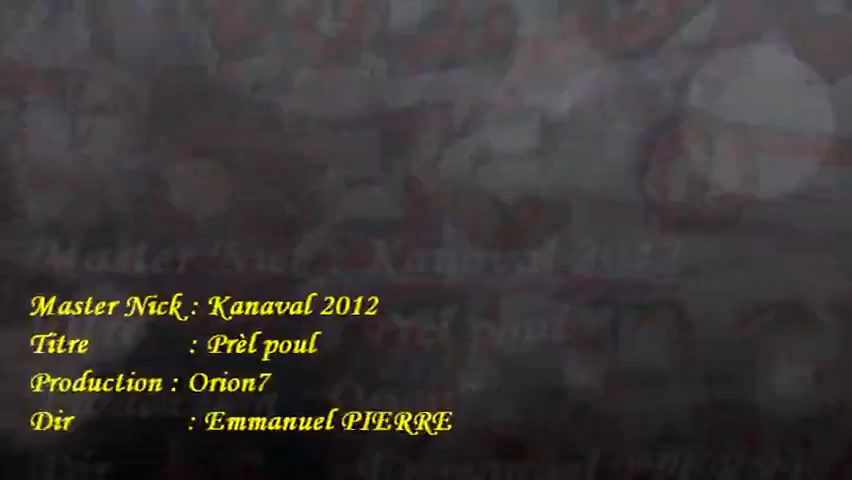 Master Nick : Kanaval 2012
Titre : Prèl poul
Production : Orion7
Dir : Emmanuel PIERRE